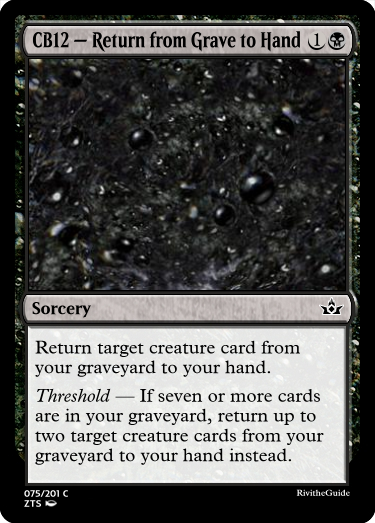 CB12 — Return from Grave to Hand 1
Sorcery
Return target creature card from
your graveyard to your hand.
Threshold — If seven or more cards
are in your graveyard, return up to
two target creature cards from your
graveyard to your hand instead.
075/201 C
RivitheGuide
ZTS